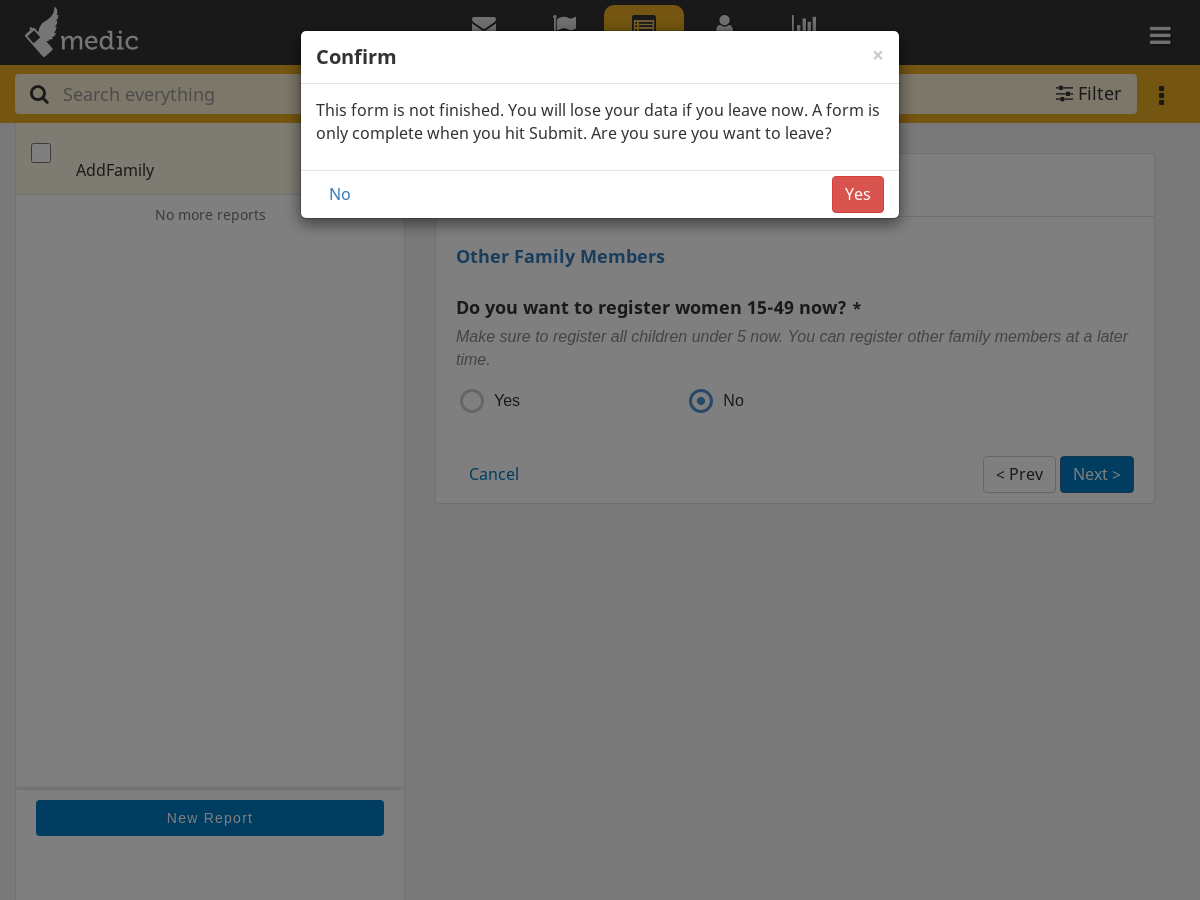 medic
Confirm
×
This form is not finished. You will lose your data if you leave now. A form is
only complete when you hit Submit. Are you sure you want to leave?
No
Yes
Search everything
Filter
AddFamily
No more reports
Other Family Members
Do you want to register women 15-49 now? *
Make sure to register all children under 5 now. You can register other family members at a later
time.
Yes
No
Cancel
< Prev
Next >
New Report